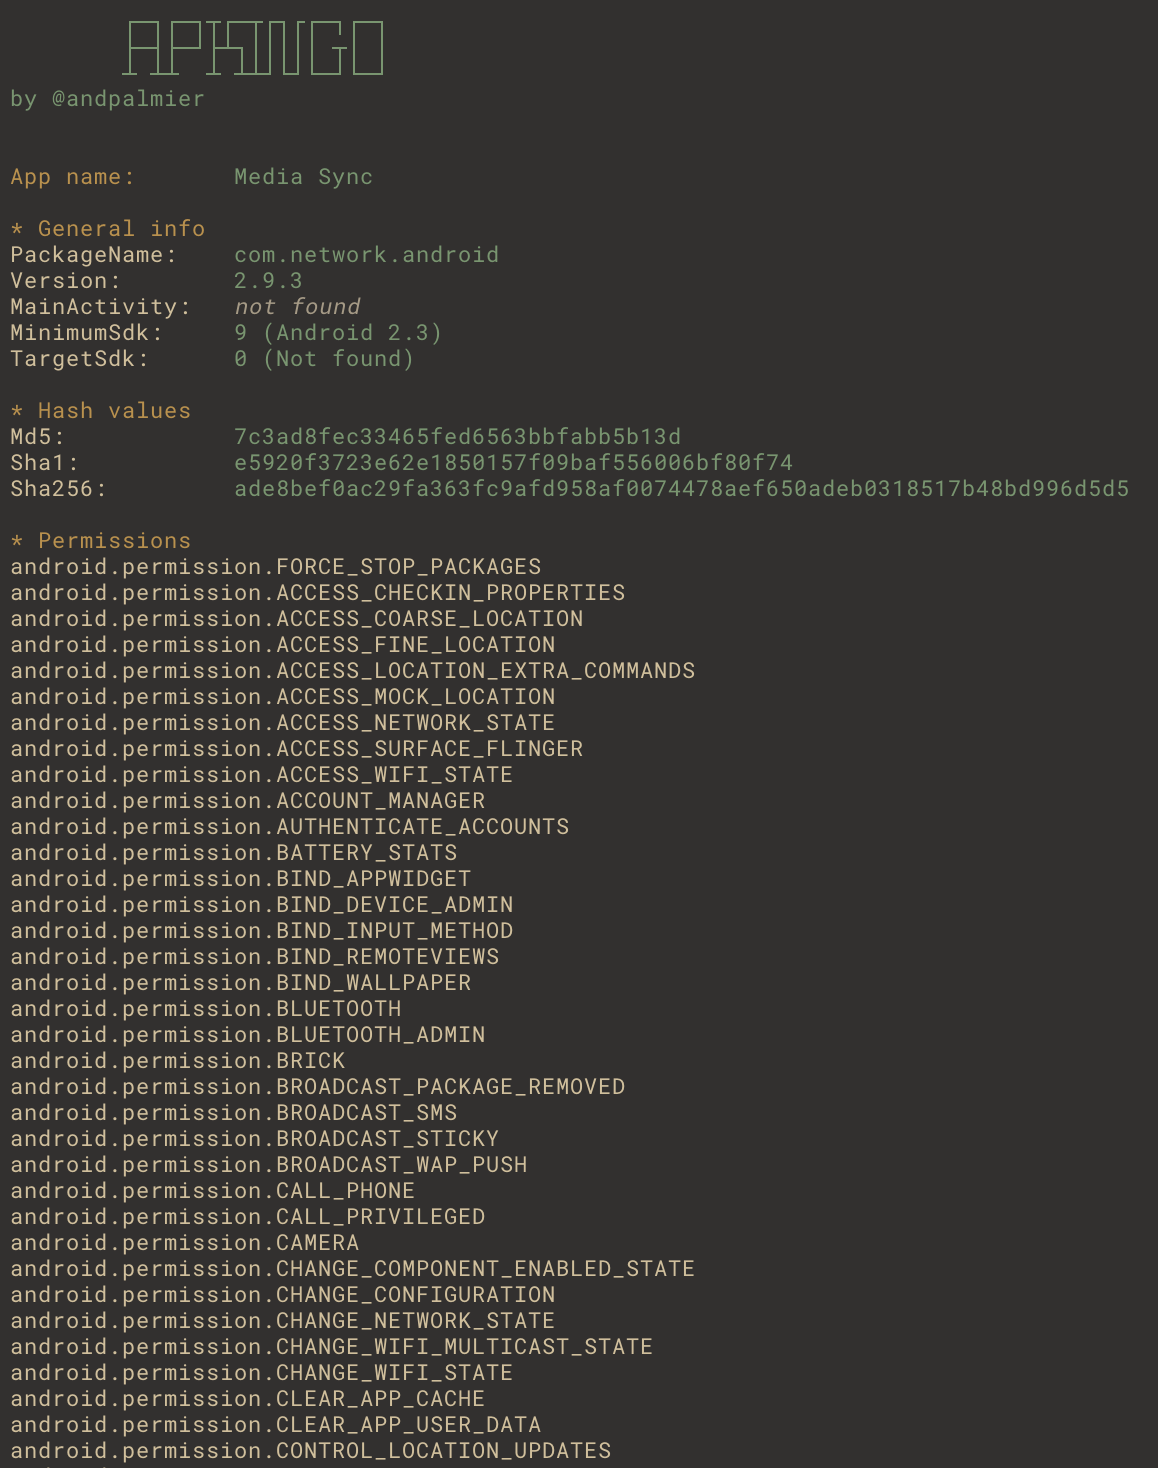 APKINGO
by @andpalmier
App name: Media Sync
* General info
PackageName: com.network.android
Version: 2.9.3
MainActivity: not found
MinimumSdk: 9 (Android 2.3)
TargetSdk: 0 (Not found)
* Hash values
Md5: 7c3ad8fec33465fed6563bbfabb5b13d
Sha1: e5920f3723e62e1850157f09baf556006bf80f74
Sha256: ade8bef0ac29fa363fc9afd958af0074478aef650adeb0318517b48bd996d5d5
* Permissions
android.permission.FORCE_STOP_PACKAGES
android.permission.ACCESS_CHECKIN_PROPERTIES
android.permission.ACCESS_COARSE_LOCATION
android.permission.ACCESS_FINE_LOCATION
android.permission.ACCESS_LOCATION_EXTRA_COMMANDS
android.permission.ACCESS_MOCK_LOCATION
android.permission.ACCESS_NETWORK_STATE
android.permission.ACCESS_SURFACE_FLINGER
android.permission.ACCESS_WIFI_STATE
android.permission.ACCOUNT_MANAGER
android.permission.AUTHENTICATE_ACCOUNTS
android.permission.BATTERY_STATS
android.permission.BIND_APPWIDGET
android.permission.BIND_DEVICE_ADMIN
android.permission.BIND_INPUT_METHOD
android.permission.BIND_REMOTEVIEWS
android.permission.BIND_WALLPAPER
android.permission.BLUETOOTH
android.permission.BLUETOOTH_ADMIN
android.permission.BRICK
android.permission.BROADCAST_PACKAGE_REMOVED
android.permission.BROADCAST_SMS
android.permission.BROADCAST_STICKY
android.permission.BROADCAST_WAP_PUSH
android.permission.CALL_PHONE
android.permission.CALL_PRIVILEGED
android.permission.CAMERA
android.permission.CHANGE_COMPONENT_ENABLED_STATE
android.permission.CHANGE_CONFIGURATION
android.permission.CHANGE_NETWORK_STATE
android.permission.CHANGE_WIFI_MULTICAST_STATE
android.permission.CHANGE_WIFI_STATE
android.permission.CLEAR_APP_CACHE
android.permission.CLEAR_APP_USER_DATA
android.permission.CONTROL_LOCATION_UPDATES